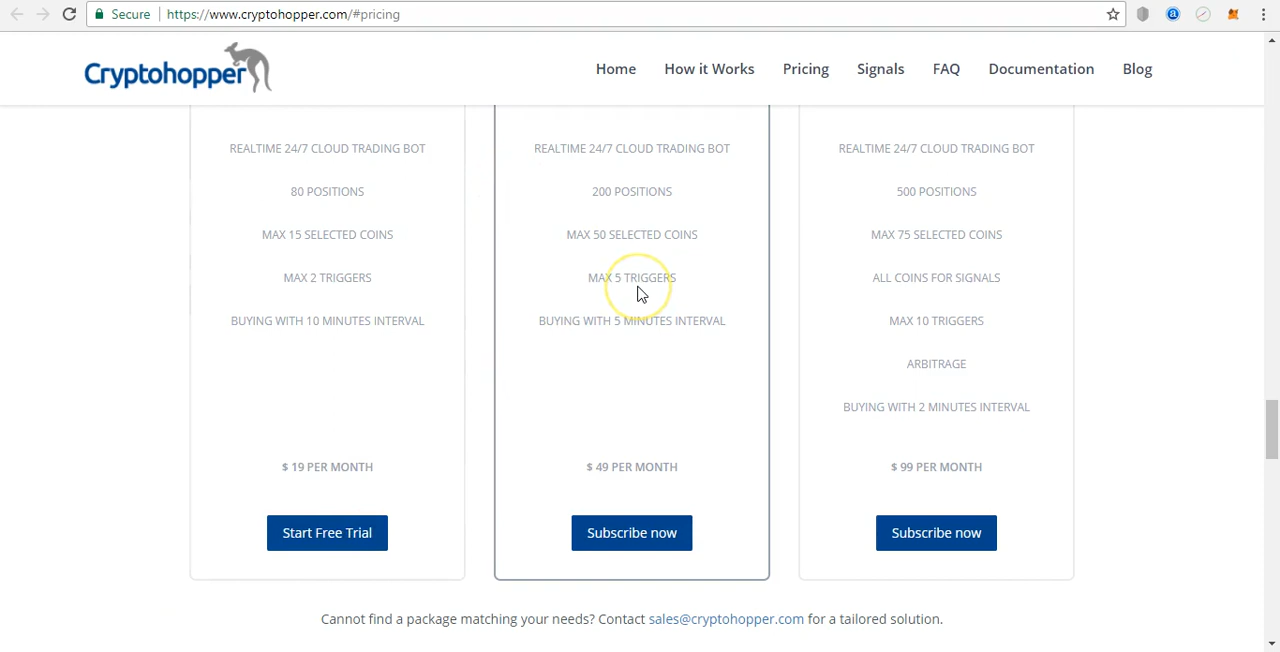 Secure https://www.cryptohopper.com/#pricing
Cryptohopper
Home How it Works Pricing Signals FAQ Documentation Blog
REALTIME 24/7 CLOUD TRADING BOT
80 POSITIONS
MAX 15 SELECTED COINS
MAX 2 TRIGGERS
BUYING WITH 10 MINUTES INTERVAL
$ 19 PER MONTH
Start Free Trial
REALTIME 24/7 CLOUD TRADING BOT
200 POSITIONS
MAX 50 SELECTED COINS
MAX 5 TRIGGERS
BUYING WITH 5 MINUTES INTERVAL
$ 49 PER MONTH
Subscribe now
REALTIME 24/7 CLOUD TRADING BOT
500 POSITIONS
MAX 75 SELECTED COINS
ALL COINS FOR SIGNALS
MAX 10 TRIGGERS
ARBITRAGE
BUYING WITH 2 MINUTES INTERVAL
$ 99 PER MONTH
Subscribe now
Cannot find a package matching your needs? Contact sales@cryptohopper.com for a tailored solution.